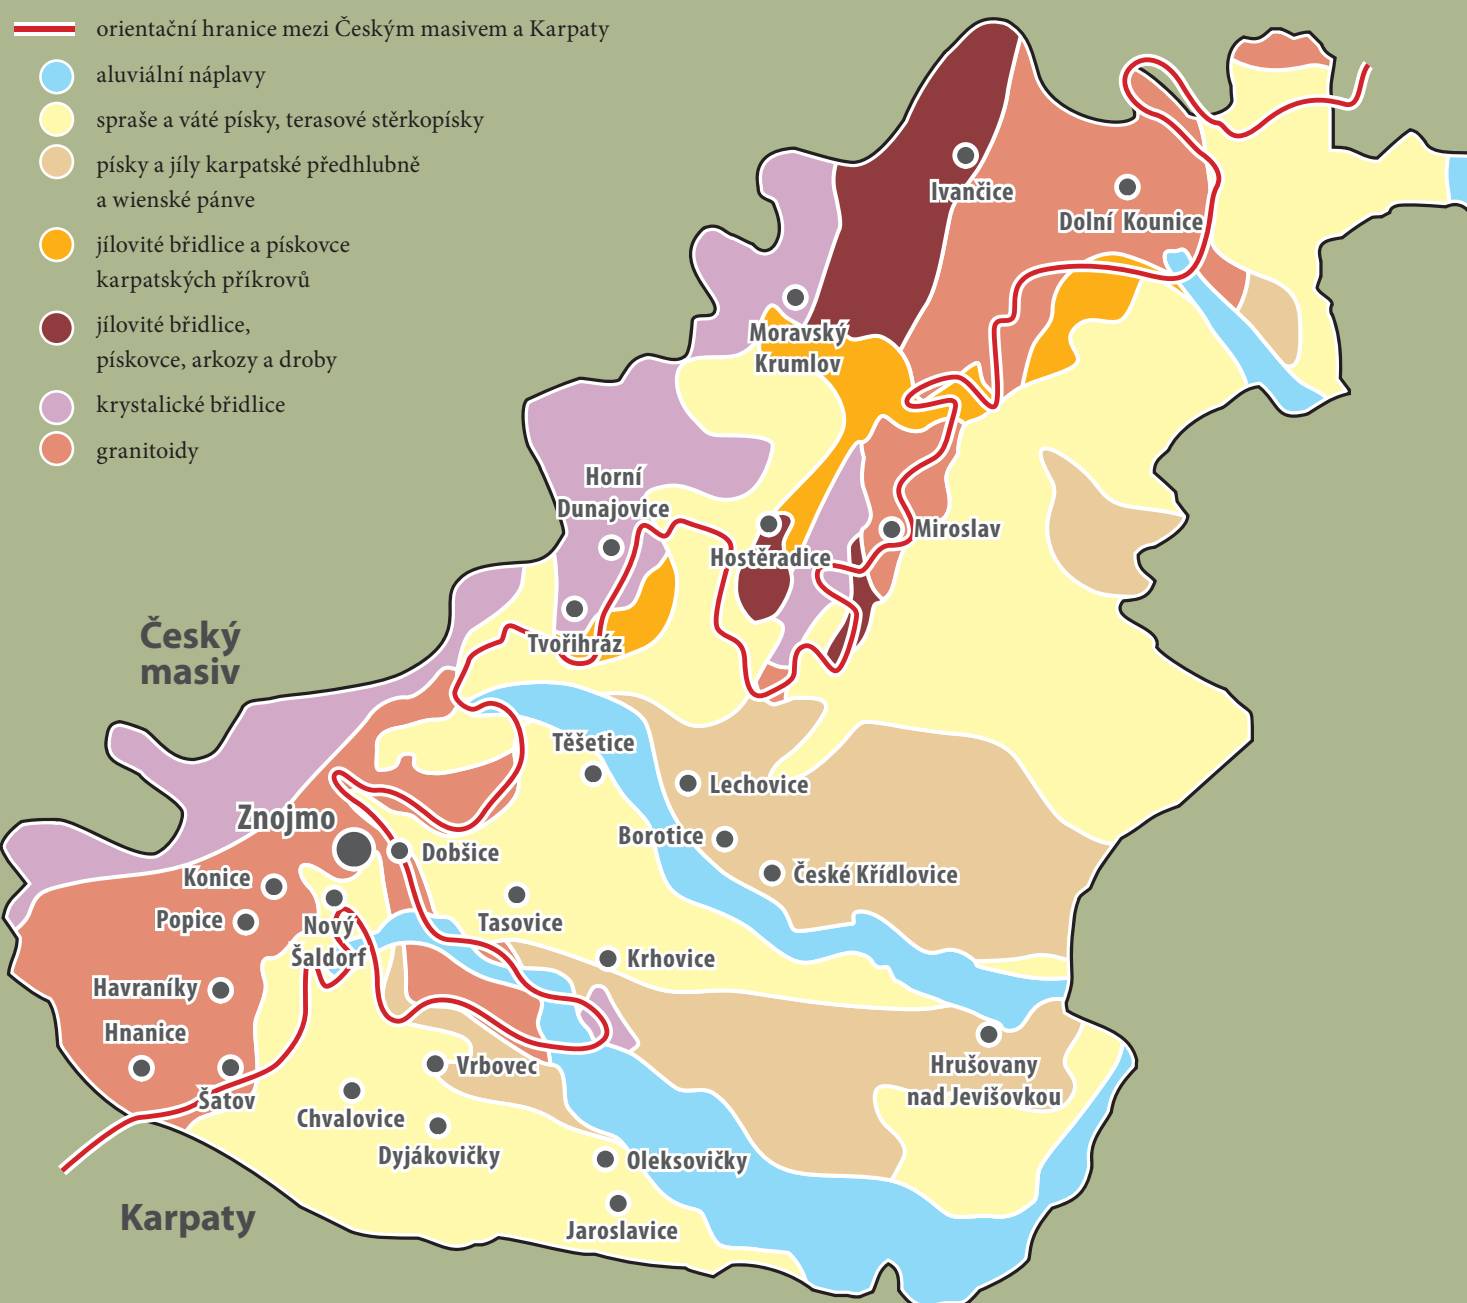 orientační hranice mezi Českým masivem a Karpaty
aluviální náplavy
spraše a váté písky, terasové stěrkopísky
písky a jíly karpatské předhlubně
a wienské pánve
jílovité břidlice a pískovce
karpatských příkrovů
jílovité břidlice,
pískovce, arkozy a droby
krystalické břidlice
granitoidy
Ivančice
Dolní Kounice
Moravský
Krumlov
Horní
Dunajovice
Miroslav
Hostěradice
Tvořihráz
Český
masiv
Těšetice
Lechovice
Znojmo
Borotice
Dobšice
České Křídlovice
Konice
Popice
Nový
Šaldorf
Tasovice
Krhovice
Havraníky
Hnanice
Hrušovany
nad Jevišovkou
Vrbovec
Šatov
Chvalovice
Dyjákovičky
Oleksovičky
Karpaty
Jaroslavice